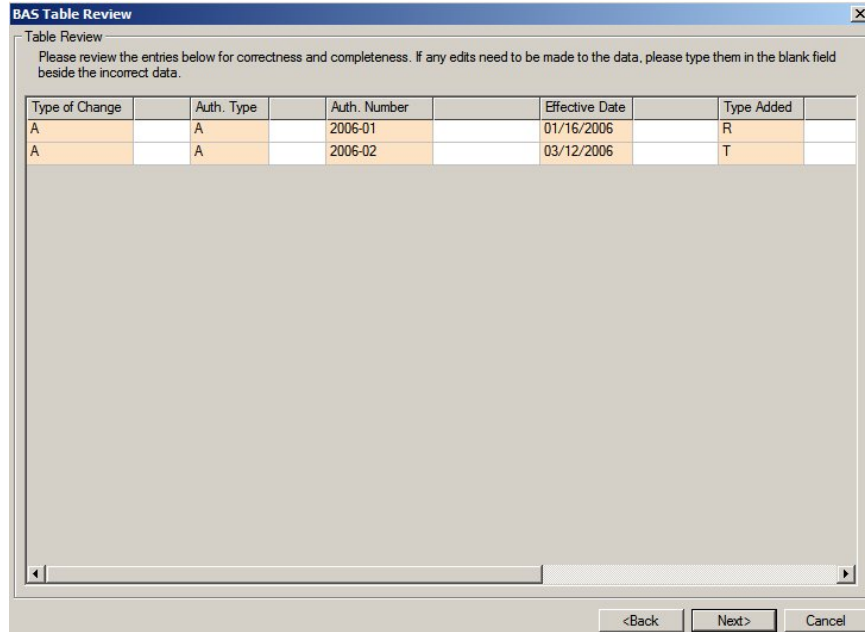 BAS Table Review
Table Review
Please review the entries below for correctness and completeness. If any edits need to be made to the data, please type them in the blank field
beside the incorrect data.
Type of Change Auth. Type Auth. Number Effective Date Type Added
A A 2006-01 01/16/2006 R
A A 2006-02 03/12/2006 T
<Back Next> Cancel